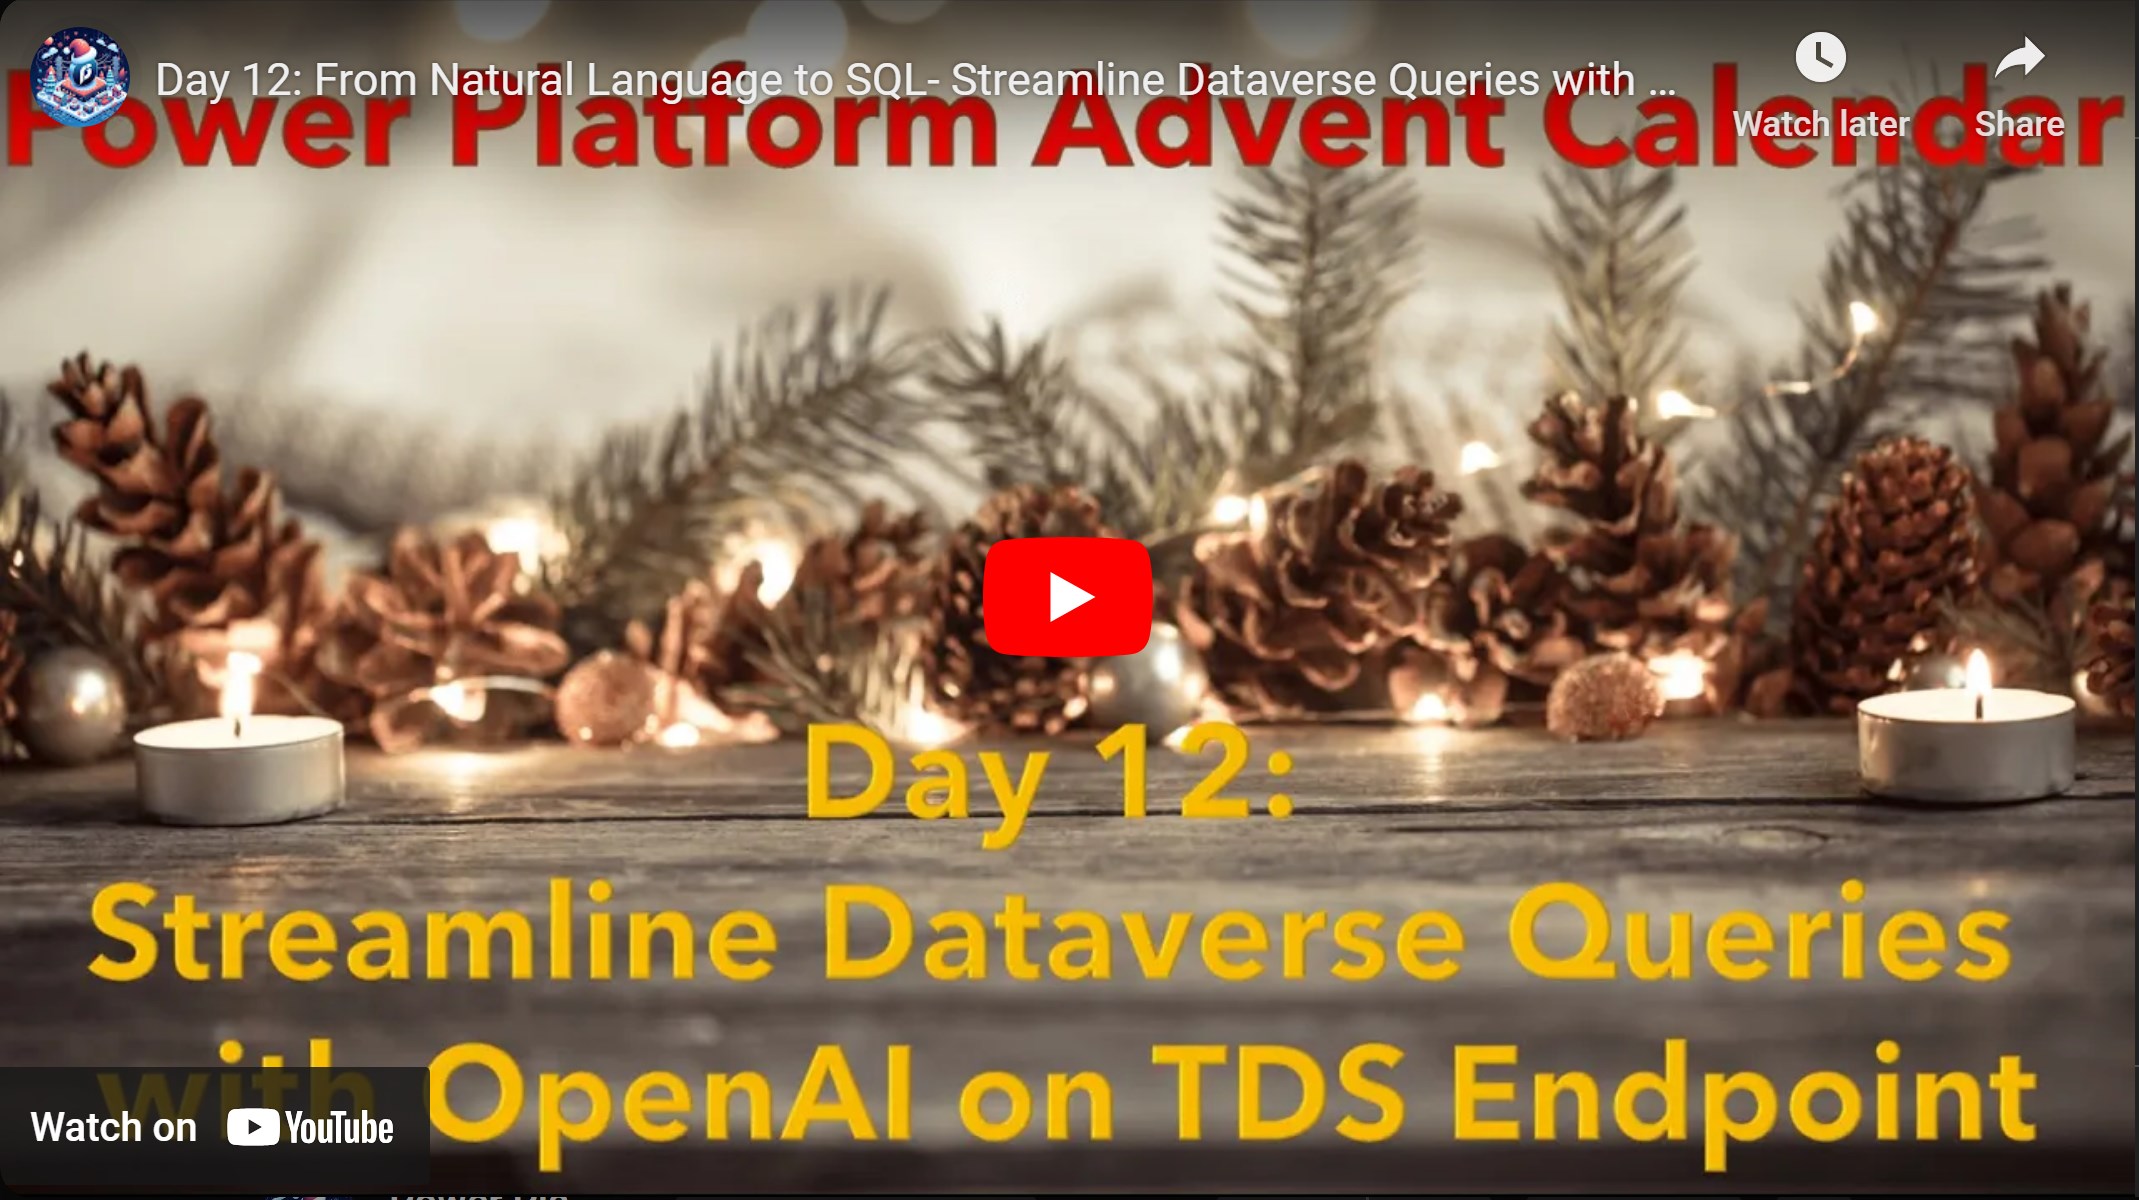 Day 12: From Natural Language to SQL- Streamline Dataverse Queries with ...
Watch later
Share
Power Platform Advent Calendar
Day 12:
Streamline Dataverse Queries
with OpenAI on TDS Endpoint
Watch on YouTube